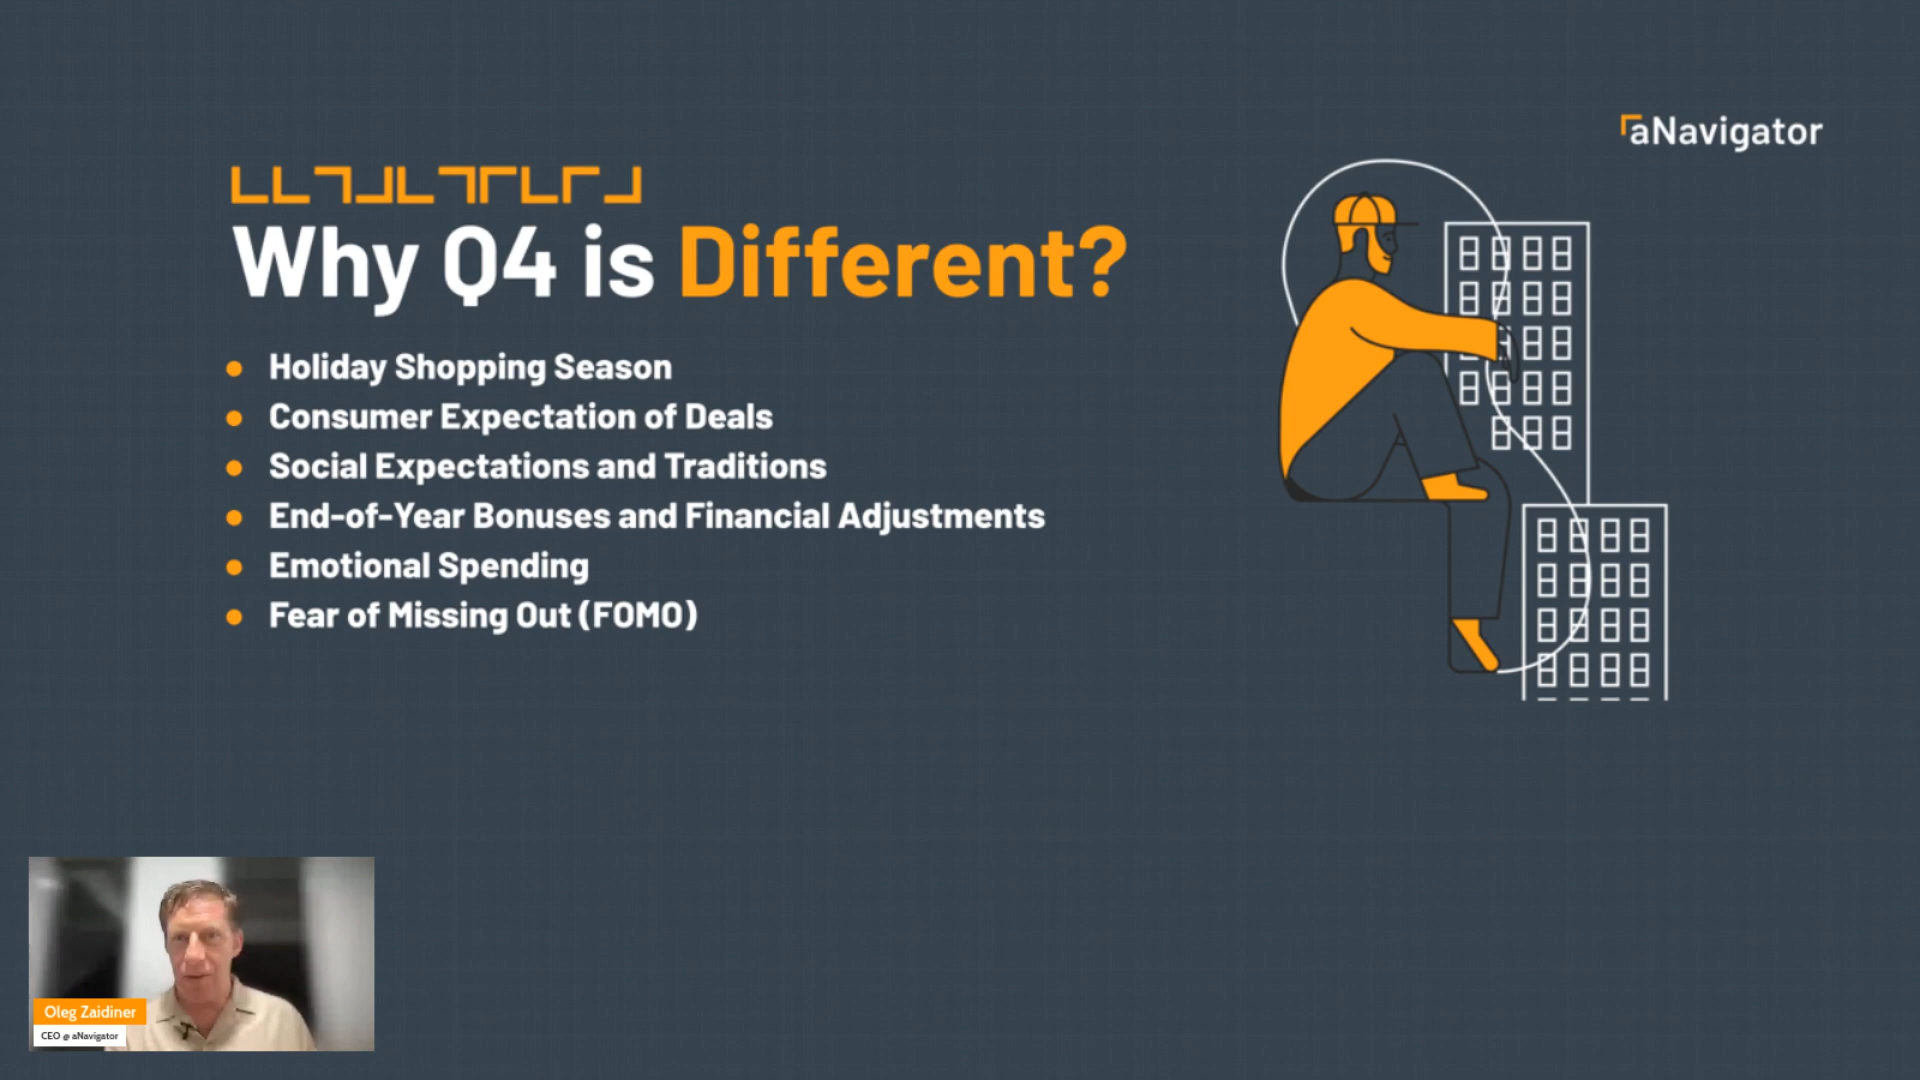 aNavigator
Why Q4 is Different?
Holiday Shopping Season
Consumer Expectation of Deals
Social Expectations and Traditions
End-of-Year Bonuses and Financial Adjustments
Emotional Spending
Fear of Missing Out (FOMO)
Oleg Zaidiner
CEO @ aNavigator